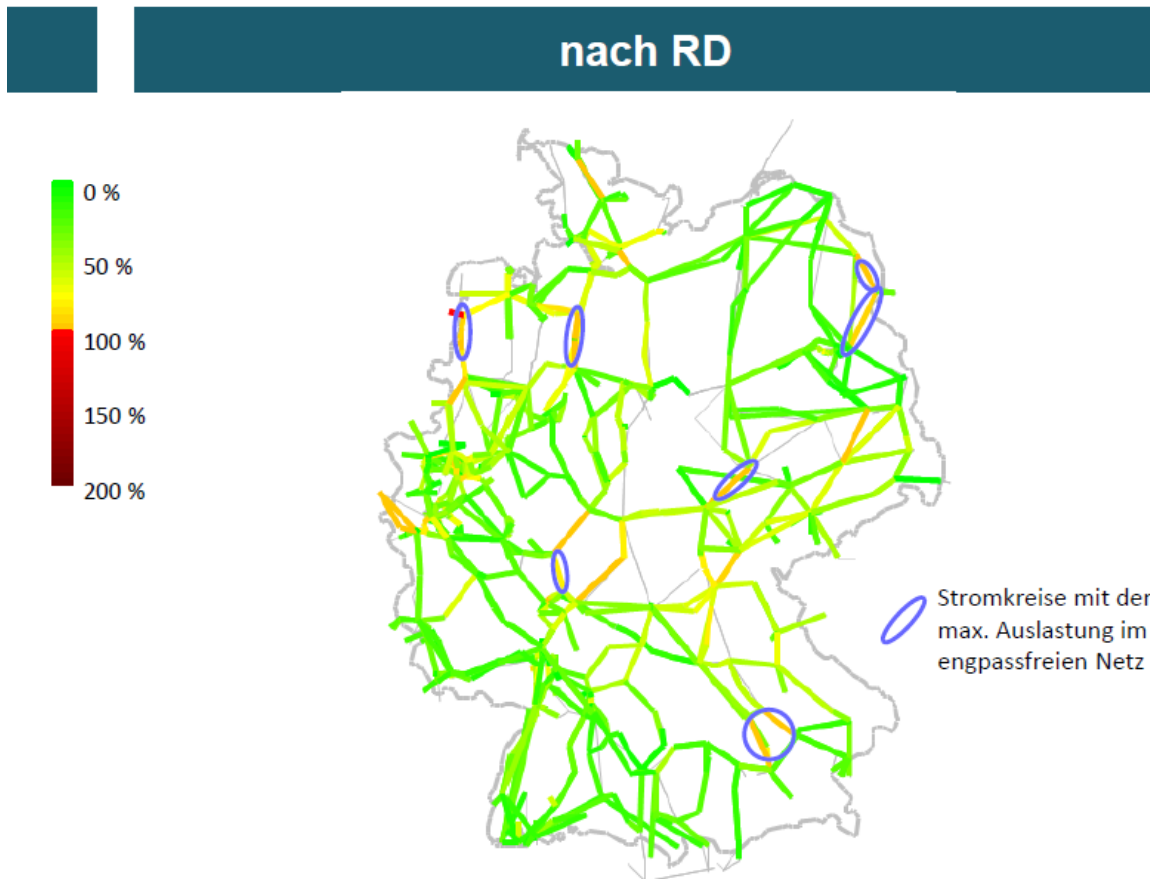 nach RD
0 %
50 %
100 %
150 %
200 %
Stromkreise mit der
max. Auslastung im
engpassfreien Netz